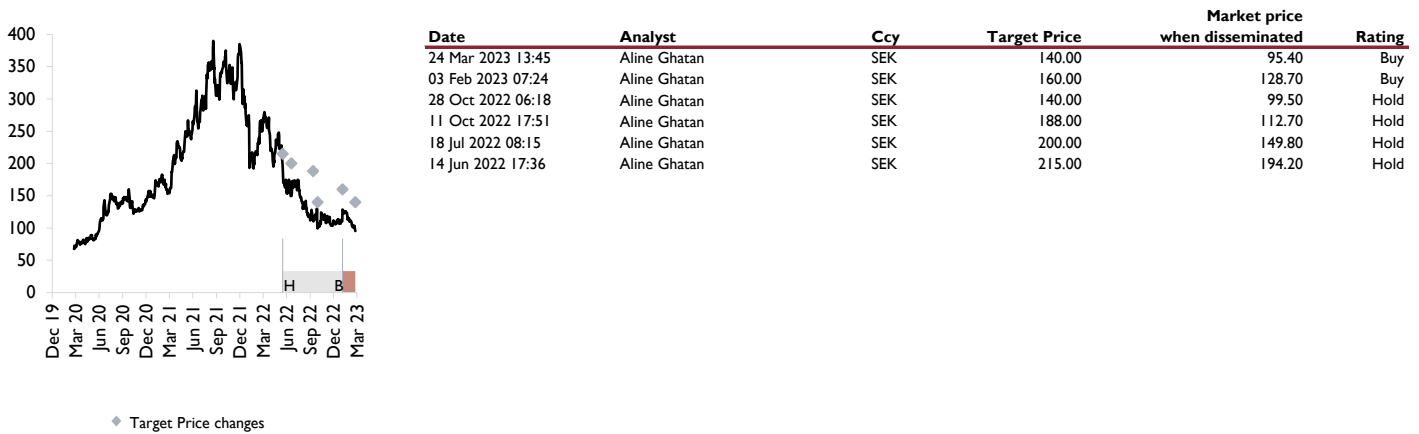 Market price
Date Analyst Ccy Target Price when disseminated Rating
24 Mar 2023 13:45 Aline Ghatan SEK 140.00 95.40 Buy
03 Feb 2023 07:24 Aline Ghatan SEK 160.00 128.70 Buy
28 Oct 2022 06:18 Aline Ghatan SEK 140.00 99.50 Hold
11 Oct 2022 17:51 Aline Ghatan SEK 188.00 112.70 Hold
18 Jul 2022 08:15 Aline Ghatan SEK 200.00 149.80 Hold
14 Jun 2022 17:36 Aline Ghatan SEK 215.00 194.20 Hold
400
350
300
250
200
150
100
50
0
H B
Dec 19
Mar 20
Jun 20
Sep 20
Dec 20
Mar 21
Jun 21
Sep 21
Dec 21
Mar 22
Jun 22
Sep 22
Dec 22
Mar 23
Target Price changes